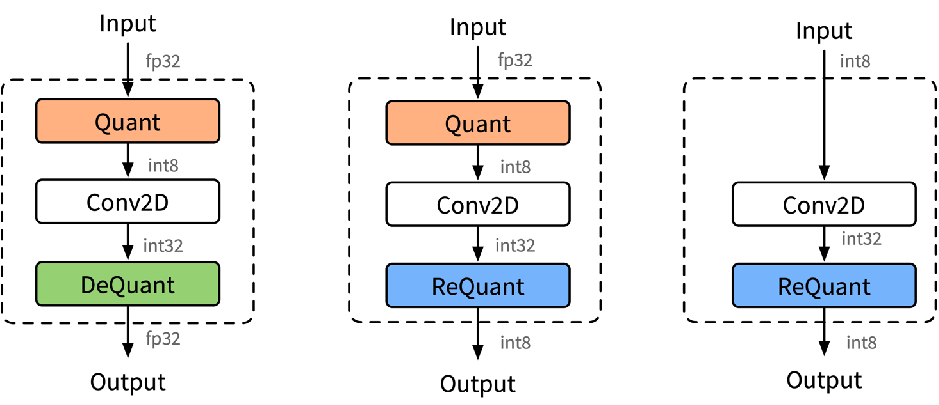 Input
fp32
Quant
int8
Conv2D
int32
DeQuant
fp32
Output
Input
fp32
Quant
int8
Conv2D
int32
ReQuant
int8
Output
Input
int8
Conv2D
int32
ReQuant
int8
Output